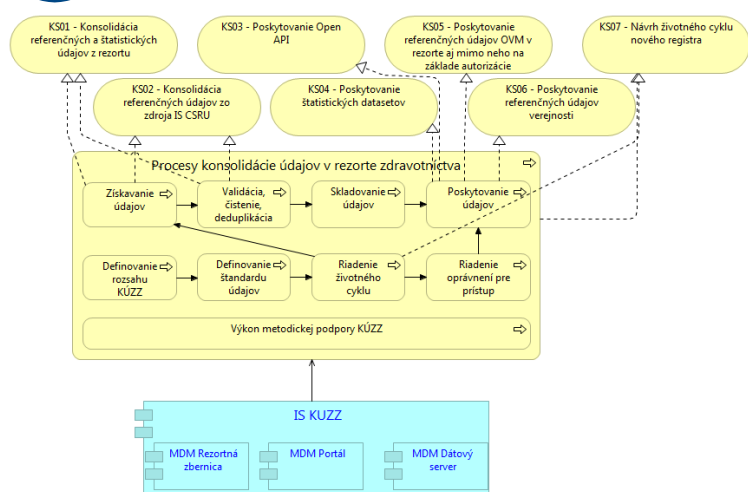 KS01 - Konsolidácia
referenčných a štatistických
údajov z rezortu
KS03 - Poskytovanie Open
API
KS05 - Poskytovanie
referenčných údajov OVM v
rezorte aj mimo neho na
základe autorizácie
KS07 - Návrh životného cyklu
nového registra
KS02 - Konsolidácia
referenčných údajov zo
zdroja IS CSRU
KS04 - Poskytovanie
štatistických datasetov
KS06 - Poskytovanie
referenčných údajov
verejnosti
Procesy konsolidácie údajov v rezorte zdravotníctva
Získavanie
údajov
Validácia,
čistenie,
deduplikácia
Skladovanie
údajov
Poskytovanie
údajov
Definovanie
rozsahu
KÚZZ
Definovanie
štandardu
údajov
Riadenie
životného
cyklu
Riadenie
oprávnení pre
prístup
Výkon metodickej podpory KÚZZ
IS KUZZ
MDM Rezortná
zbernica
MDM Portál
MDM Dátový
server